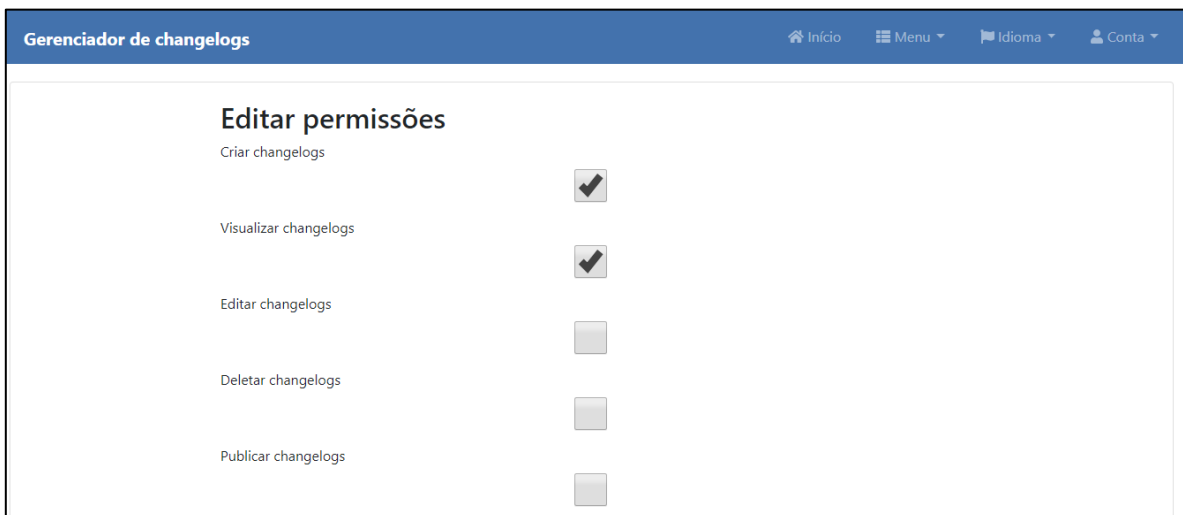 Gerenciador de changelogs Início Menu Idioma Conta
Editar permissões
Criar changelogs
Visualizar changelogs
Editar changelogs
Deletar changelogs
Publicar changelogs